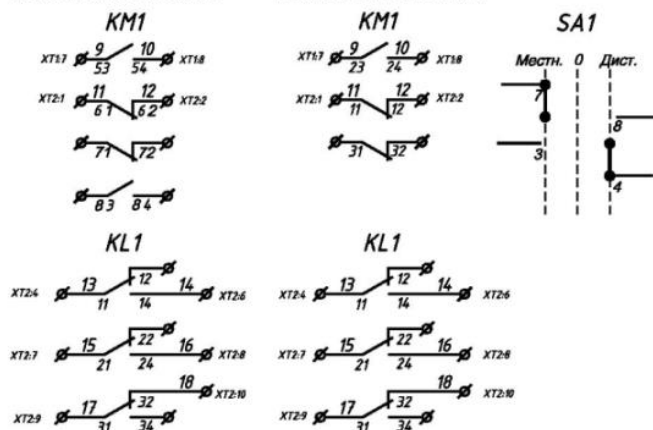 KM1 KM1 SA1
XT1:7 9 10 XT1:8 XT1:7 9 10 XT1:8
53 54 23 24
Местн. 0 Дист.
XT2:1 11 12 XT2:2 XT2:1 11 12 XT2:2
61 62 11 12
7
8
71 72 31 32 3
83 84
4
KL1 KL1
XT2:4 13 12 14 XT2:6 XT2:4 13 12 14 XT2:6
11 14 11 14
XT2:7 15 22 16 XT2:8 XT2:7 15 22 16 XT2:8
21 24 21 24
18 XT2:10 18 XT2:10
XT2:9 17 32 XT2:9 17 32
31 34 31 34